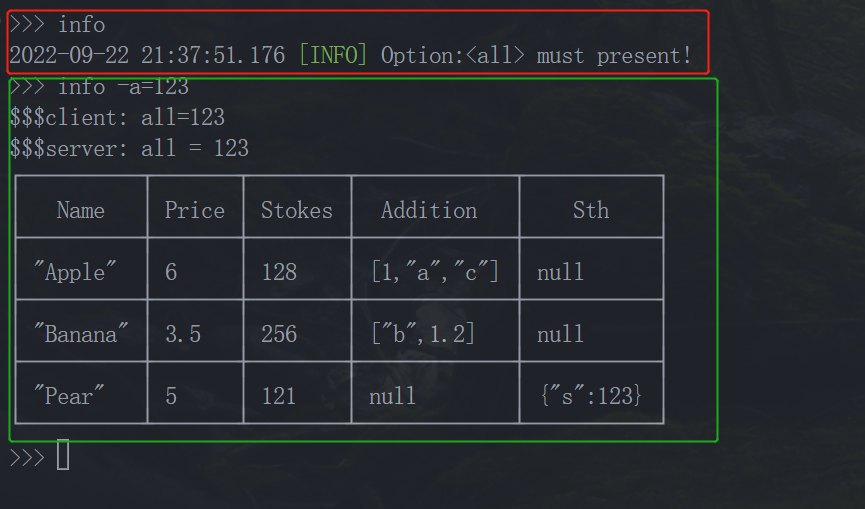 >>> info
2022-09-22 21:37:51.176 [INFO] Option:<all> must present!
>>> info -a=123
$$$client: all=123
$$$server: all = 123
Name Price Stokes Addition Sth
"Apple" 6 128 [1,"a","c"] null
"Banana" 3.5 256 ["b",1.2] null
"Pear" 5 121 null {"s":123}
>>>